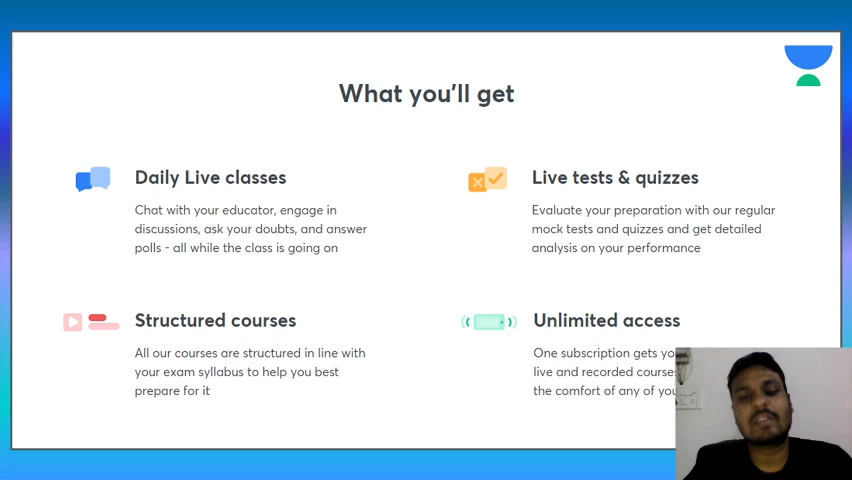 What you'll get
Daily Live classes
Chat with your educator, engage in
discussions, ask your doubts, and answer
polls - all while the class is going on
Live tests & quizzes
Evaluate your preparation with our regular
mock tests and quizzes and get detailed
analysis on your performance
Structured courses
All our courses are structured in line with
your exam syllabus to help you best
prepare for it
Unlimited access
One subscription gets
live and recorded courses
the comfort of any of